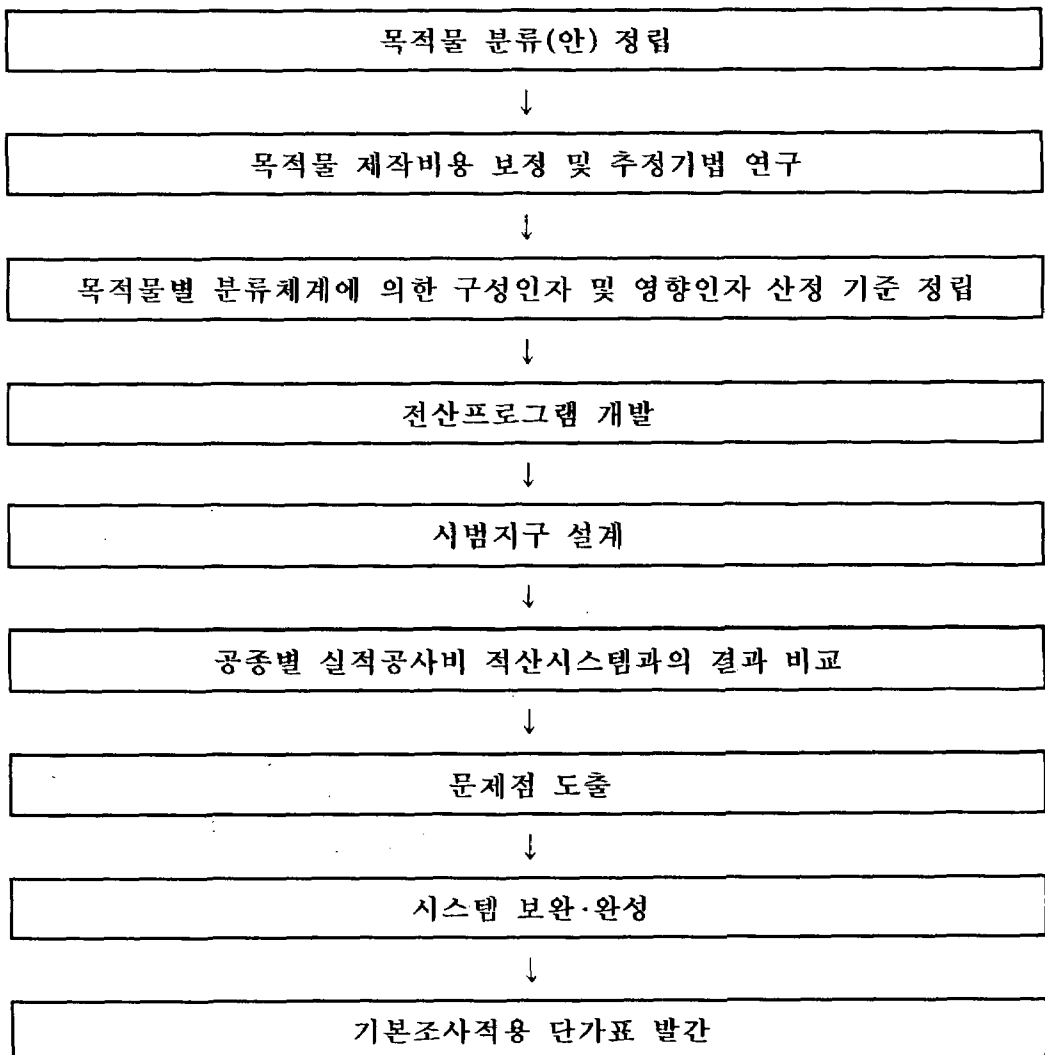 목적물 분류(안) 정립
↓
목적물 제작비용 보정 및 추정기법 연구
↓
목적물별 분류체계에 의한 구성인자 및 영향인자 산정 기준 정립
↓
전산프로그램 개발
↓
시범지구 설계
↓
공종별 실적공사비 적산시스템과의 결과 비교
↓
문제점 도출
↓
시스템 보완·완성
↓
기본조사적용 단가표 발간